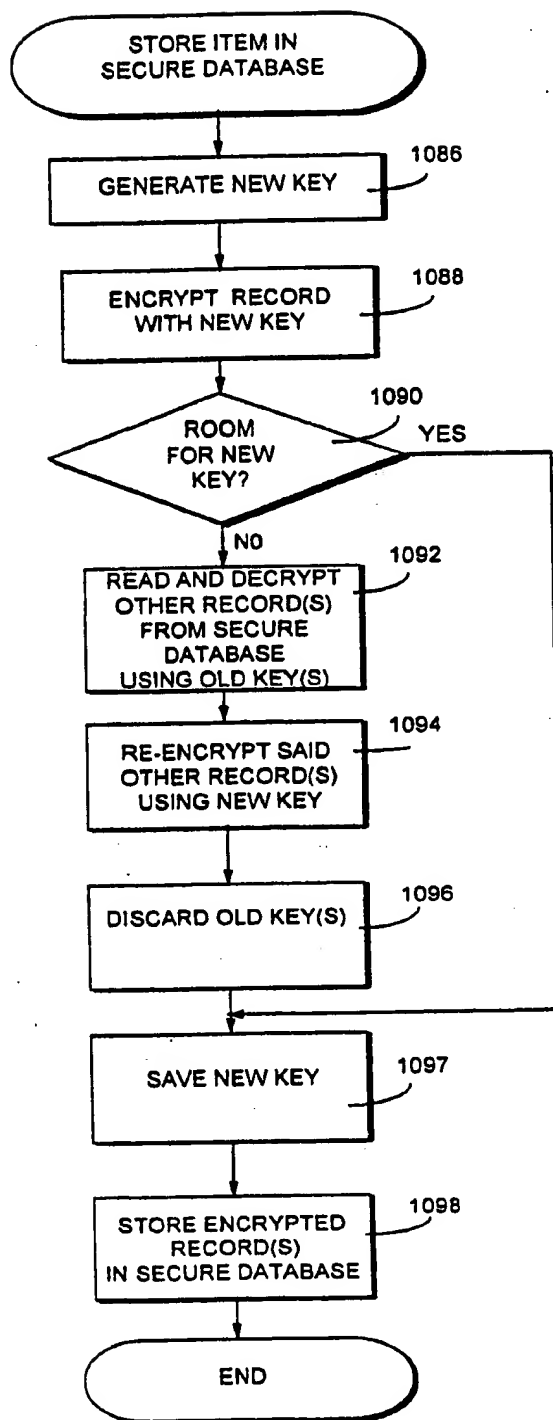 STORE ITEM IN
SECURE DATABASE
1086
GENERATE NEW KEY
1088
ENCRYPT RECORD
WITH NEW KEY
1090
ROOM
FOR NEW
KEY?
YES
NO
1092
READ AND DECRYPT
OTHER RECORD(S)
FROM SECURE
DATABASE
USING OLD KEY(S)
1094
RE-ENCRYPT SAID
OTHER RECORD(S)
USING NEW KEY
1096
DISCARD OLD KEY(S)
SAVE NEW KEY
1097
1098
STORE ENCRYPTED
RECORD(S)
IN SECURE DATABASE
END